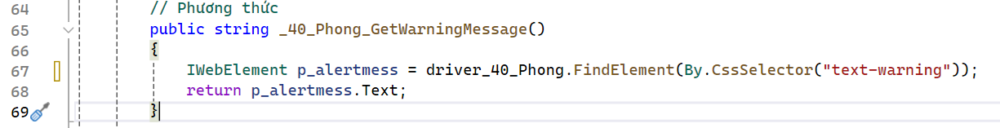 64 // Phương thức
65 public string _40_Phong_GetWarningMessage()
66 {
67 IWebElement p_alertmess = driver_40_Phong.FindElement(By.CssSelector("text-warning"));
68 return p_alertmess.Text;
69 }